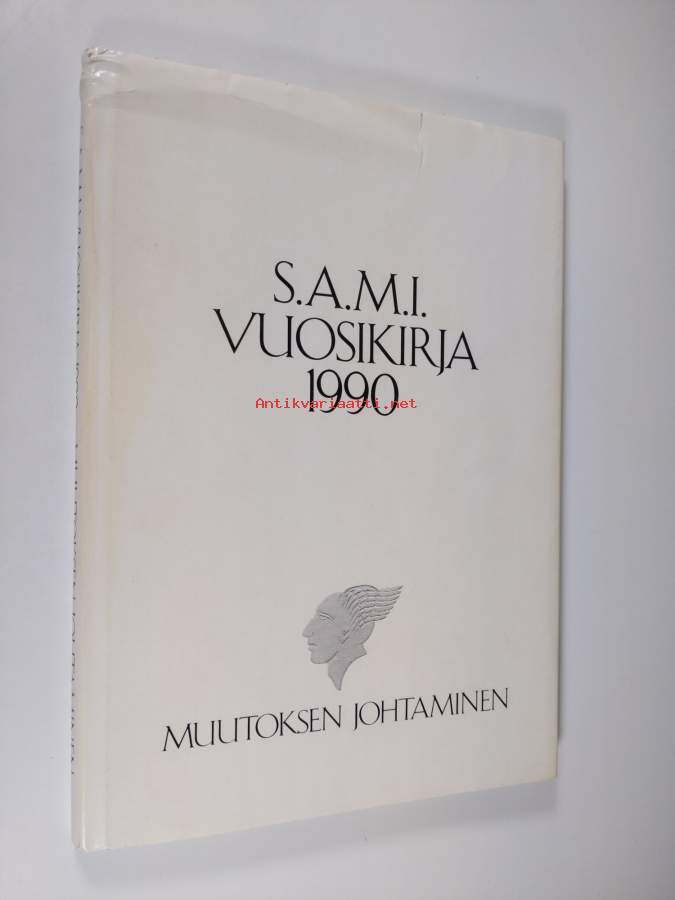 S.A.M.I.
VUOSIKIRJA
1990
Antikvariaatti.net
MUUTOKSEN JOHTAMINEN